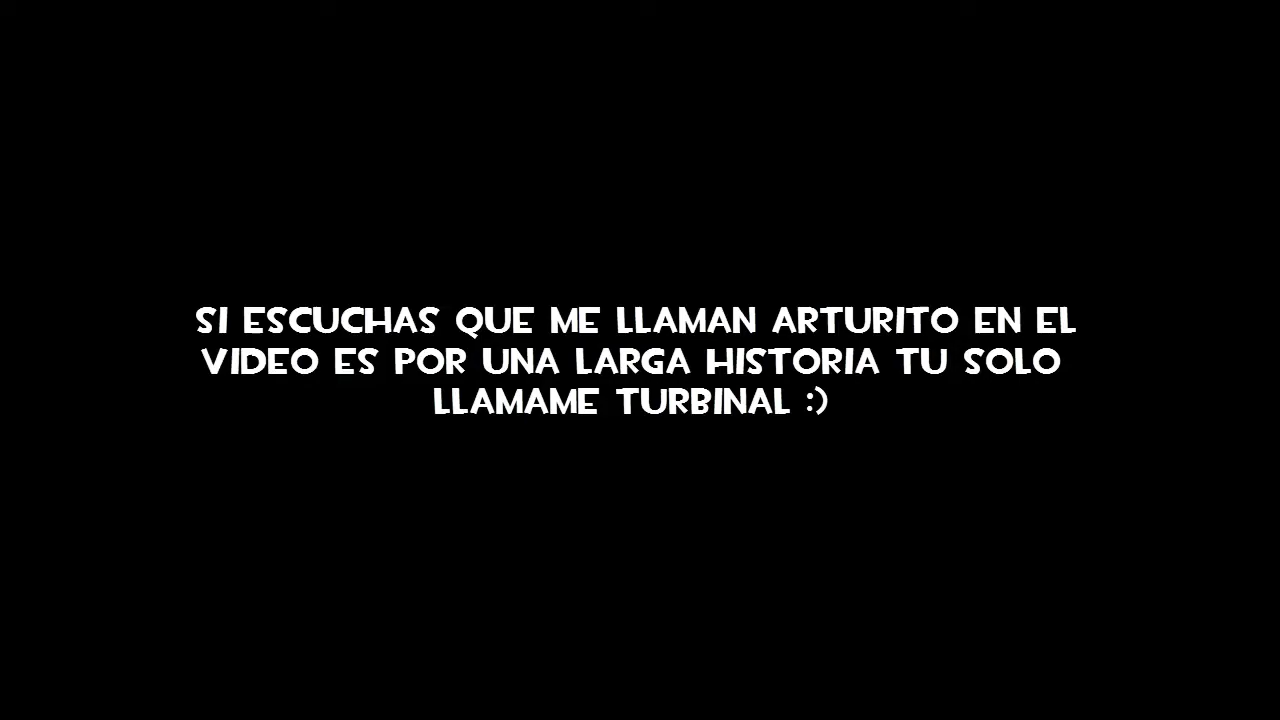 SI ESCUCHAS QUE ME LLAMAN ARTURITO EN EL
VIDEO ES POR UNA LARGA HISTORIA TU SOLO
LLAMAME TURBINAL :)